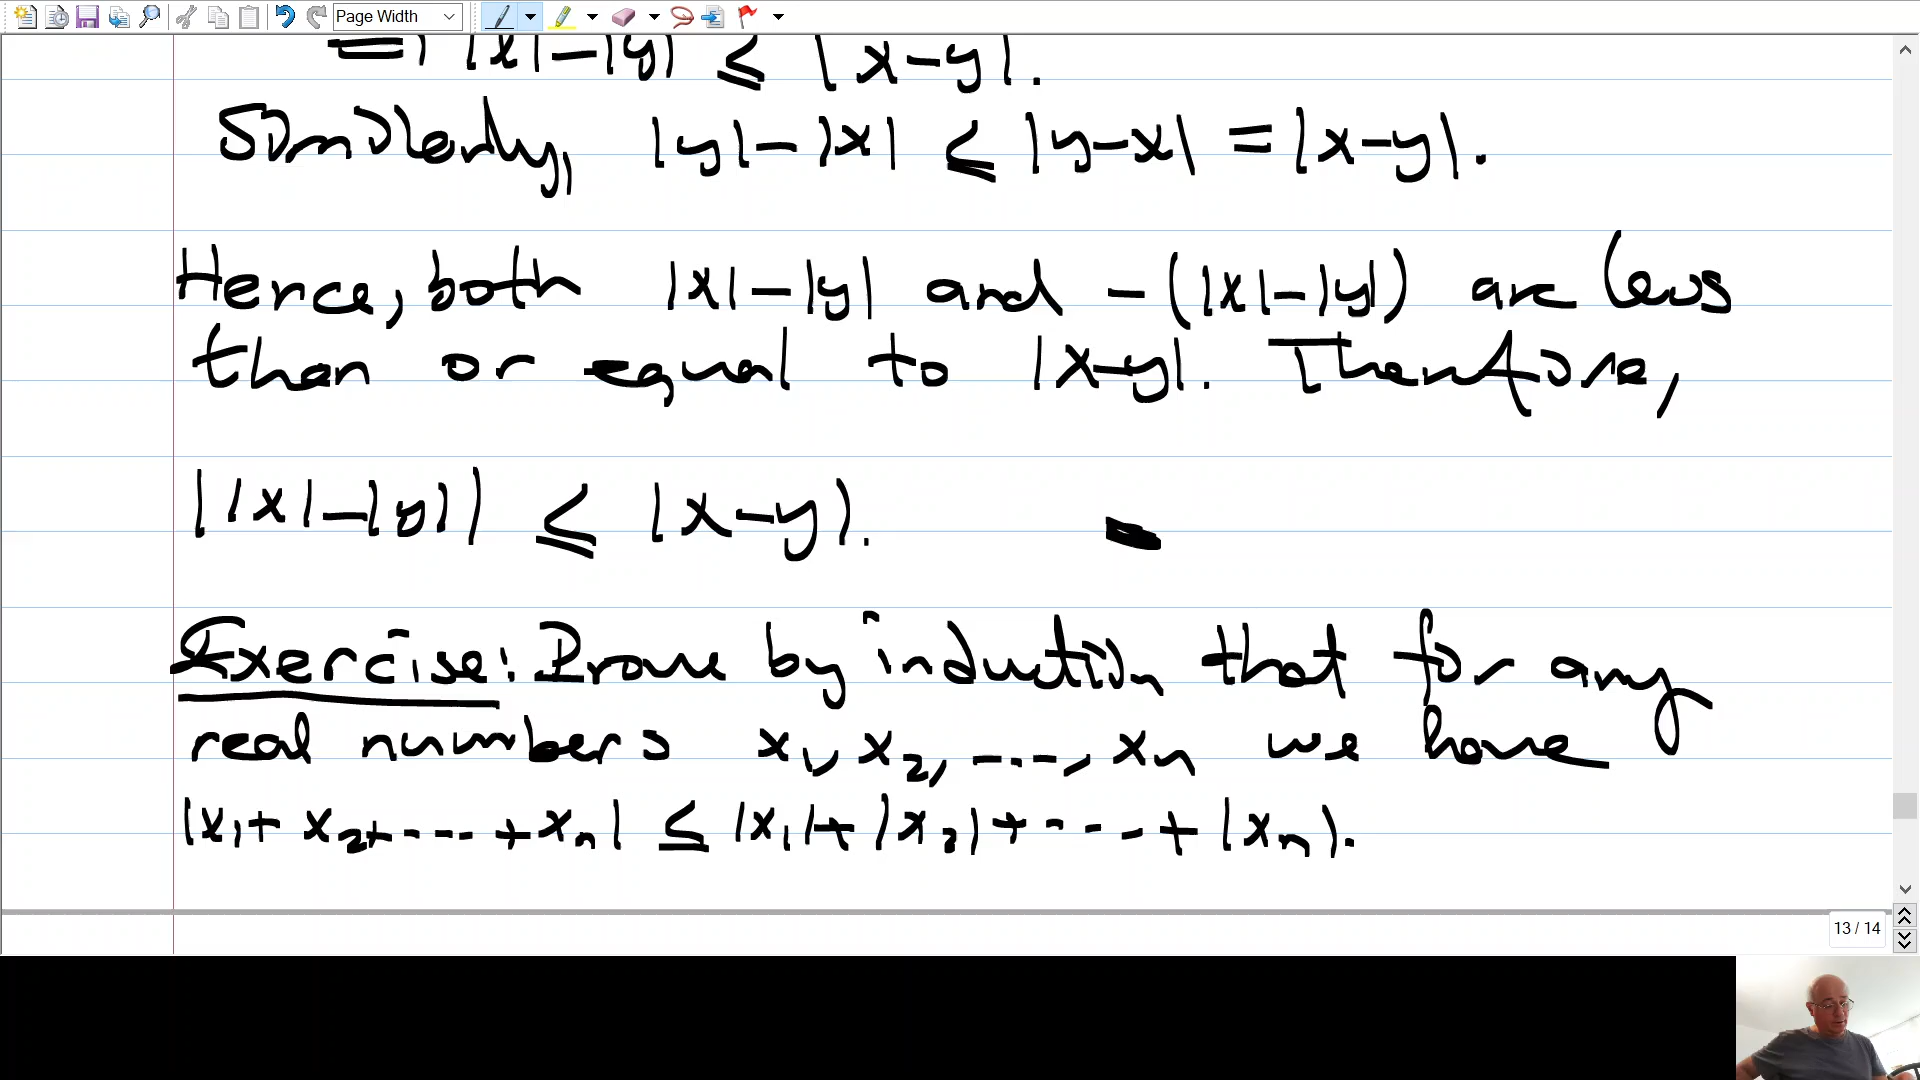 Page Width
⇒ |x|-|y| ≤ |x-y|.
Similarly, |y|-|x| ≤ |y-x| = |x-y|.
Hence, both |x|-|y| and -(|x|-|y|) are less
than or equal to |x-y|. Therefore,
||x|-|y|| ≤ |x-y|.
Exercise: Prove by induction that for any
real numbers x₁, x₂, ...., xₙ we have
|x₁+x₂+....+xₙ| ≤ |x₁|+|x₂|+....+|xₙ|.
13 / 14